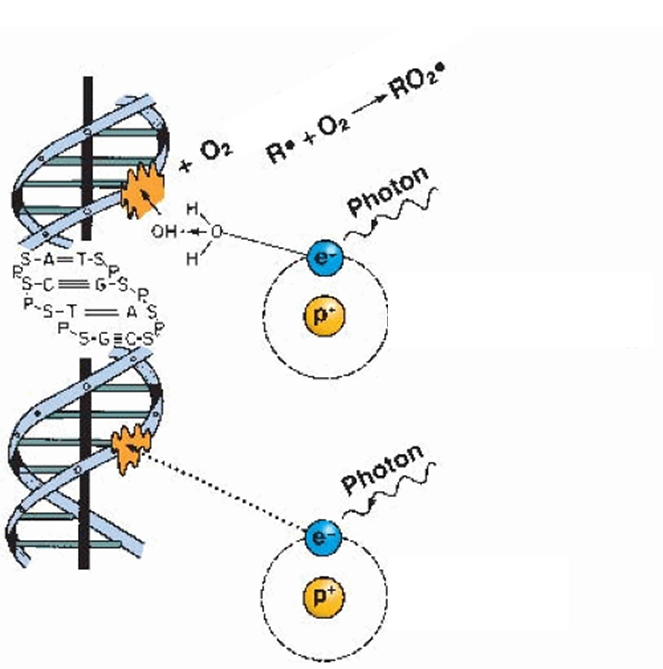 R• + O₂ → RO₂•
+ O₂
Photon
H
OH ← O
H
e⁻
p⁺
S-A=T-S
P P
S-C≡G-S
P P
S-T=A S
P P
S-G≡C-S
Photon
e⁻
p⁺